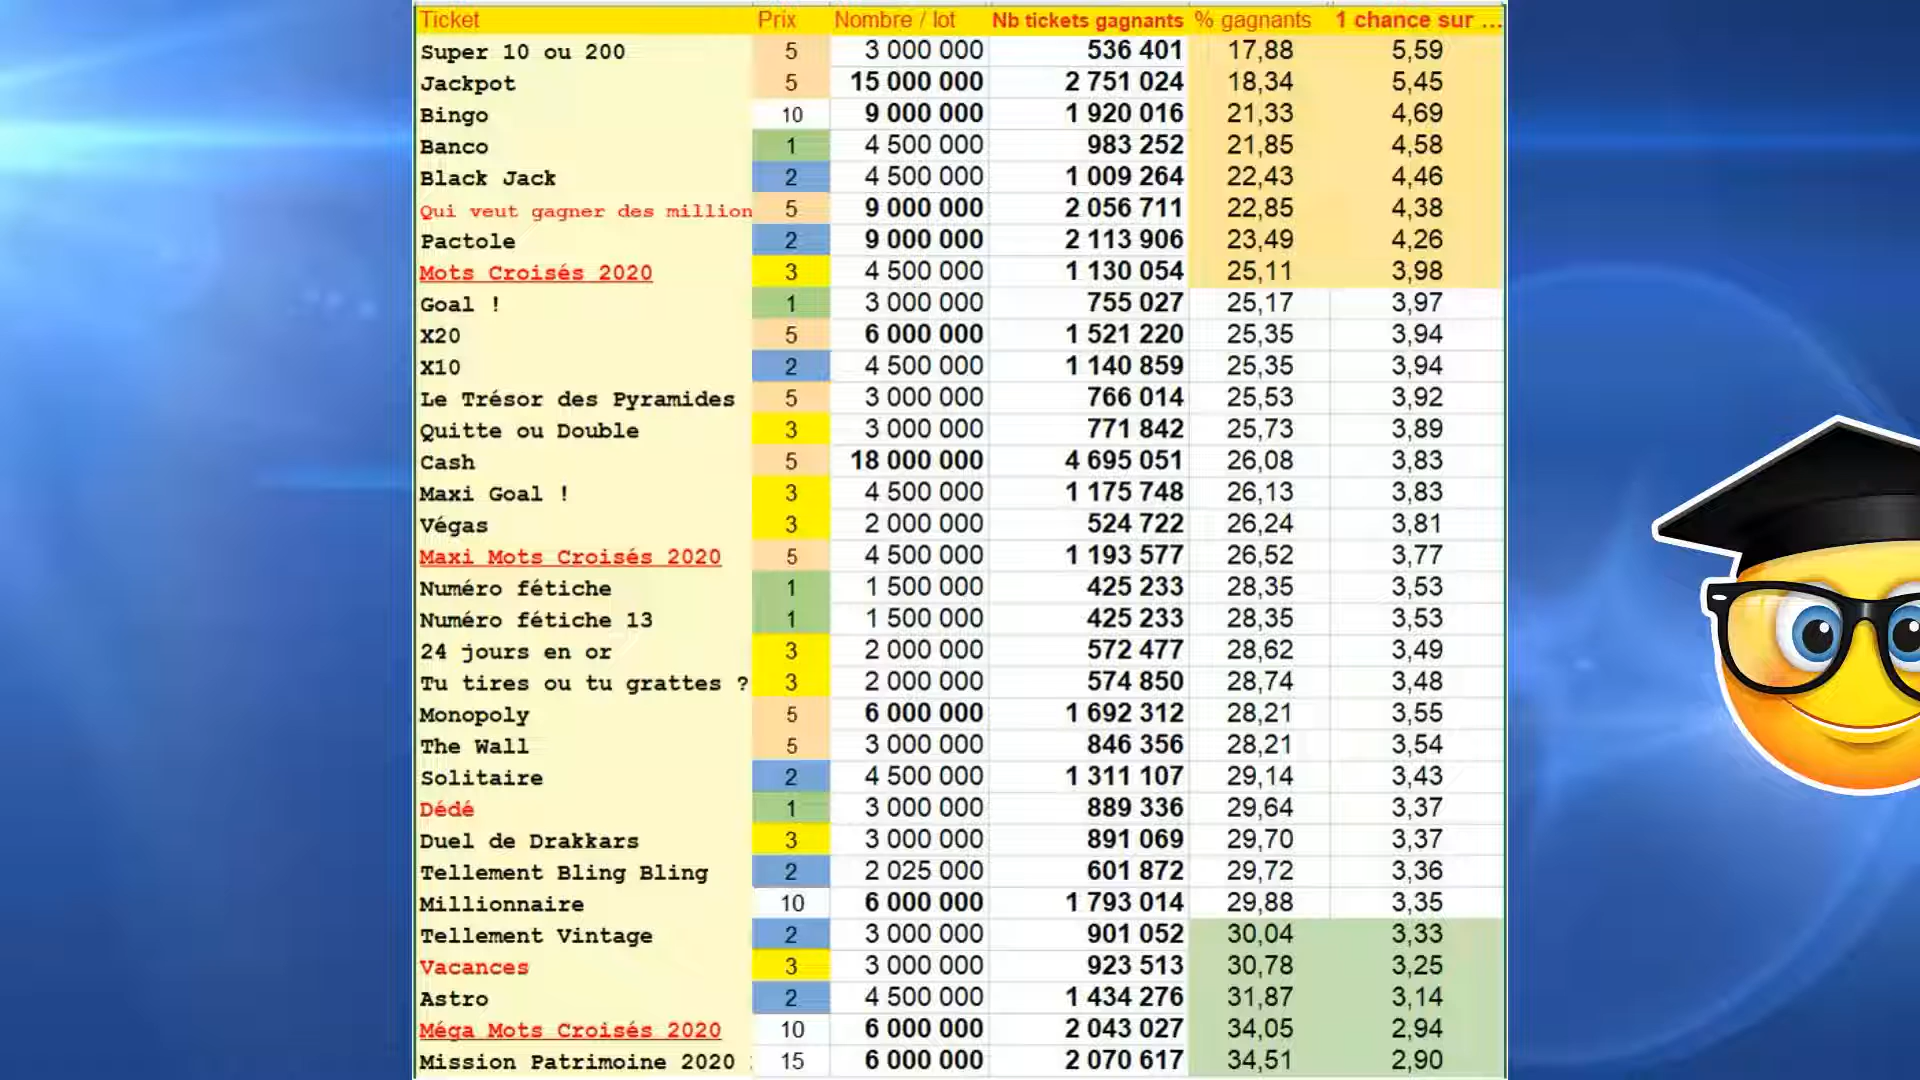 Ticket Prix Nombre / lot Nb tickets gagnants % gagnants 1 chance sur ...
Super 10 ou 200 5 3 000 000 536 401 17,88 5,59
Jackpot 5 15 000 000 2 751 024 18,34 5,45
Bingo 10 9 000 000 1 920 016 21,33 4,69
Banco 1 4 500 000 983 252 21,85 4,58
Black Jack 2 4 500 000 1 009 264 22,43 4,46
Qui veut gagner des million 5 9 000 000 2 056 711 22,85 4,38
Pactole 2 9 000 000 2 113 906 23,49 4,26
Mots Croisés 2020 3 4 500 000 1 130 054 25,11 3,98
Goal ! 1 3 000 000 755 027 25,17 3,97
X20 5 6 000 000 1 521 220 25,35 3,94
X10 2 4 500 000 1 140 859 25,35 3,94
Le Trésor des Pyramides 5 3 000 000 766 014 25,53 3,92
Quitte ou Double 3 3 000 000 771 842 25,73 3,89
Cash 5 18 000 000 4 695 051 26,08 3,83
Maxi Goal ! 3 4 500 000 1 175 748 26,13 3,83
Végas 3 2 000 000 524 722 26,24 3,81
Maxi Mots Croisés 2020 5 4 500 000 1 193 577 26,52 3,77
Numéro fétiche 1 1 500 000 425 233 28,35 3,53
Numéro fétiche 13 1 1 500 000 425 233 28,35 3,53
24 jours en or 3 2 000 000 572 477 28,62 3,49
Tu tires ou tu grattes ? 3 2 000 000 574 850 28,74 3,48
Monopoly 5 6 000 000 1 692 312 28,21 3,55
The Wall 5 3 000 000 846 356 28,21 3,54
Solitaire 2 4 500 000 1 311 107 29,14 3,43
Dédé 1 3 000 000 889 336 29,64 3,37
Duel de Drakkars 3 3 000 000 891 069 29,70 3,37
Tellement Bling Bling 2 2 025 000 601 872 29,72 3,36
Millionnaire 10 6 000 000 1 793 014 29,88 3,35
Tellement Vintage 2 3 000 000 901 052 30,04 3,33
Vacances 3 3 000 000 923 513 30,78 3,25
Astro 2 4 500 000 1 434 276 31,87 3,14
Méga Mots Croisés 2020 10 6 000 000 2 043 027 34,05 2,94
Mission Patrimoine 2020 15 6 000 000 2 070 617 34,51 2,90